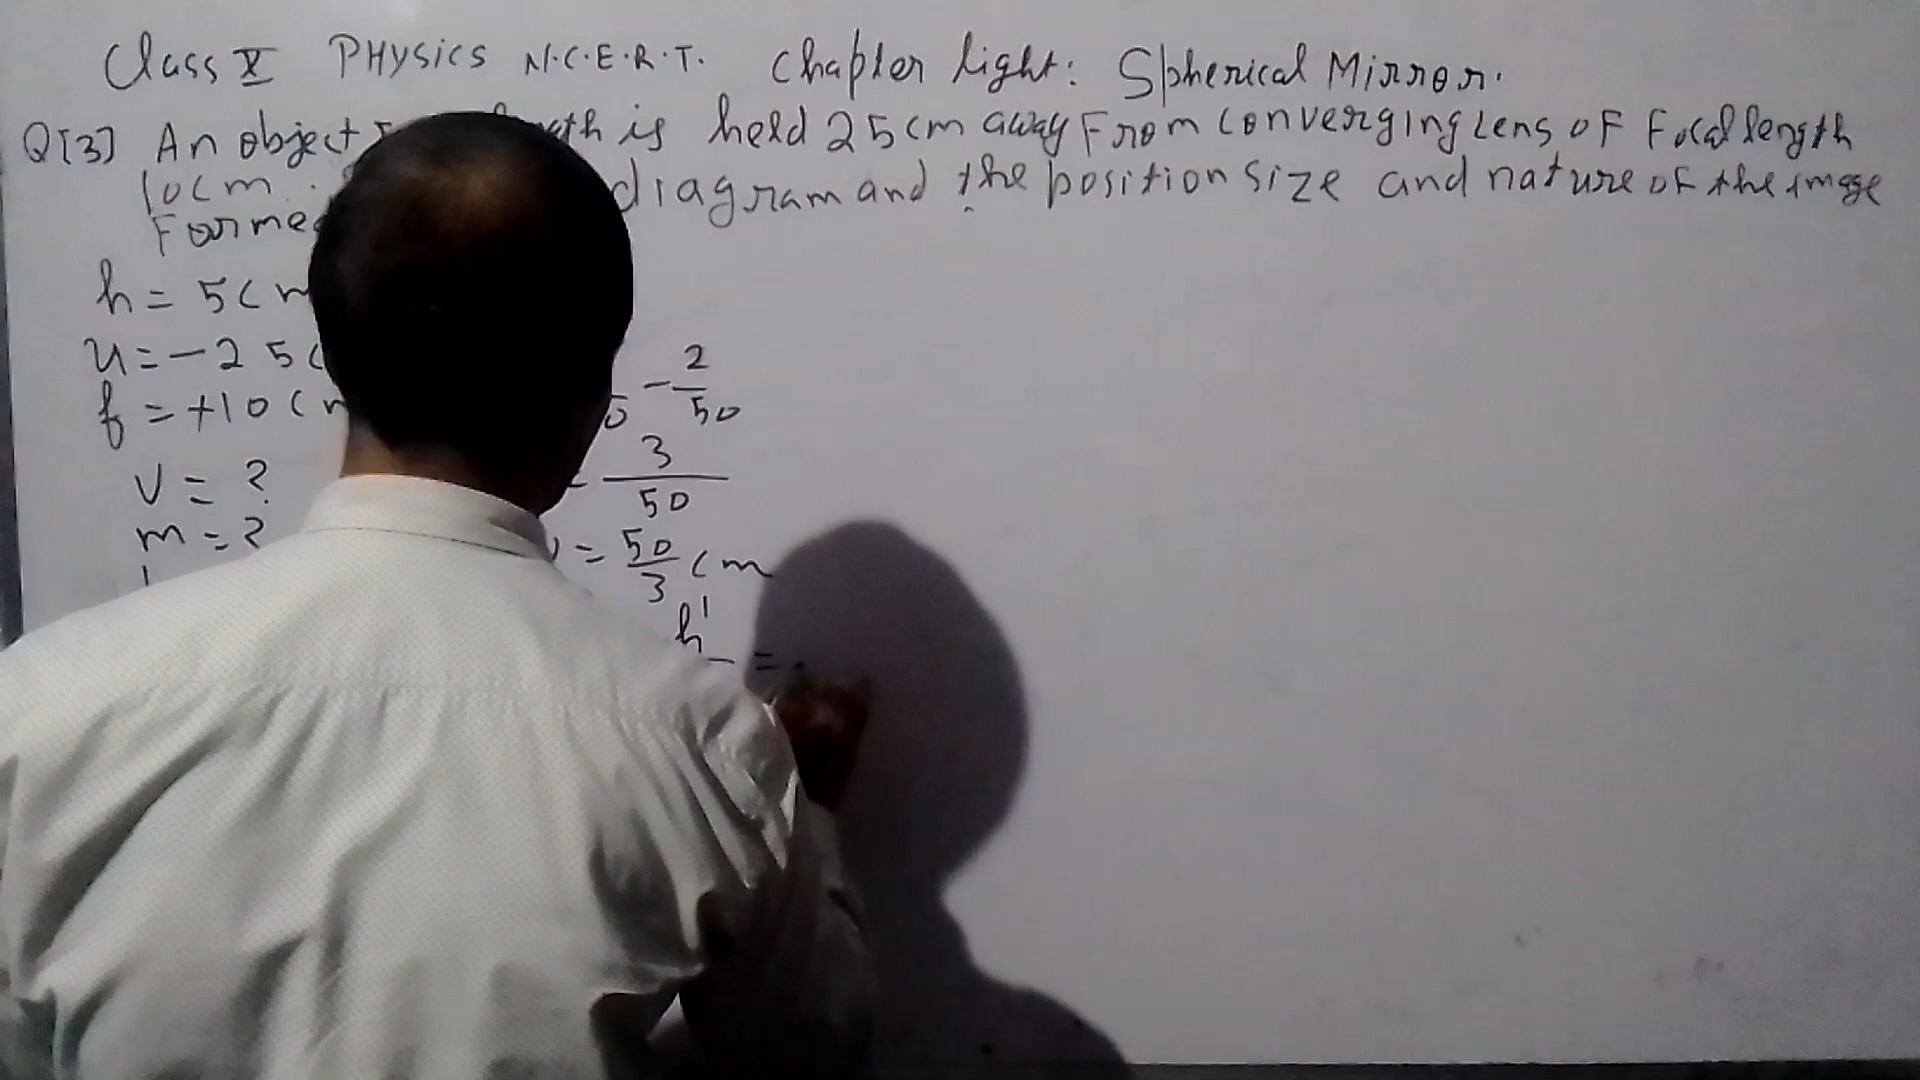 Class X PHysics N.C.E.R.T. Chapter light: Spherical Mirror.
Q[3] An object is held 25cm away From converging Lens of Focal length
10cm. diagram and the position size and nature of the image
h = 5cm
u = -25
f = +10cm
- 2/50
v = ?
= 3/50
m = ?
= 50/3 cm
h'
=